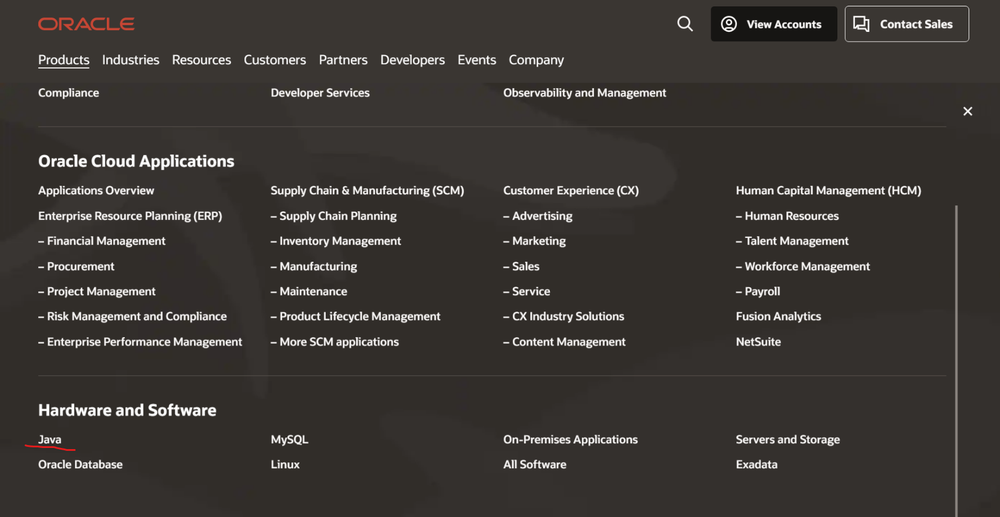 ORACLE
View Accounts
Contact Sales
Products Industries Resources Customers Partners Developers Events Company
Compliance Developer Services Observability and Management
Oracle Cloud Applications
Applications Overview Supply Chain & Manufacturing (SCM) Customer Experience (CX) Human Capital Management (HCM)
Enterprise Resource Planning (ERP) – Supply Chain Planning – Advertising – Human Resources
– Financial Management – Inventory Management – Marketing – Talent Management
– Procurement – Manufacturing – Sales – Workforce Management
– Project Management – Maintenance – Service – Payroll
– Risk Management and Compliance – Product Lifecycle Management – CX Industry Solutions Fusion Analytics
– Enterprise Performance Management – More SCM applications – Content Management NetSuite
Hardware and Software
Java MySQL On-Premises Applications Servers and Storage
Oracle Database Linux All Software Exadata